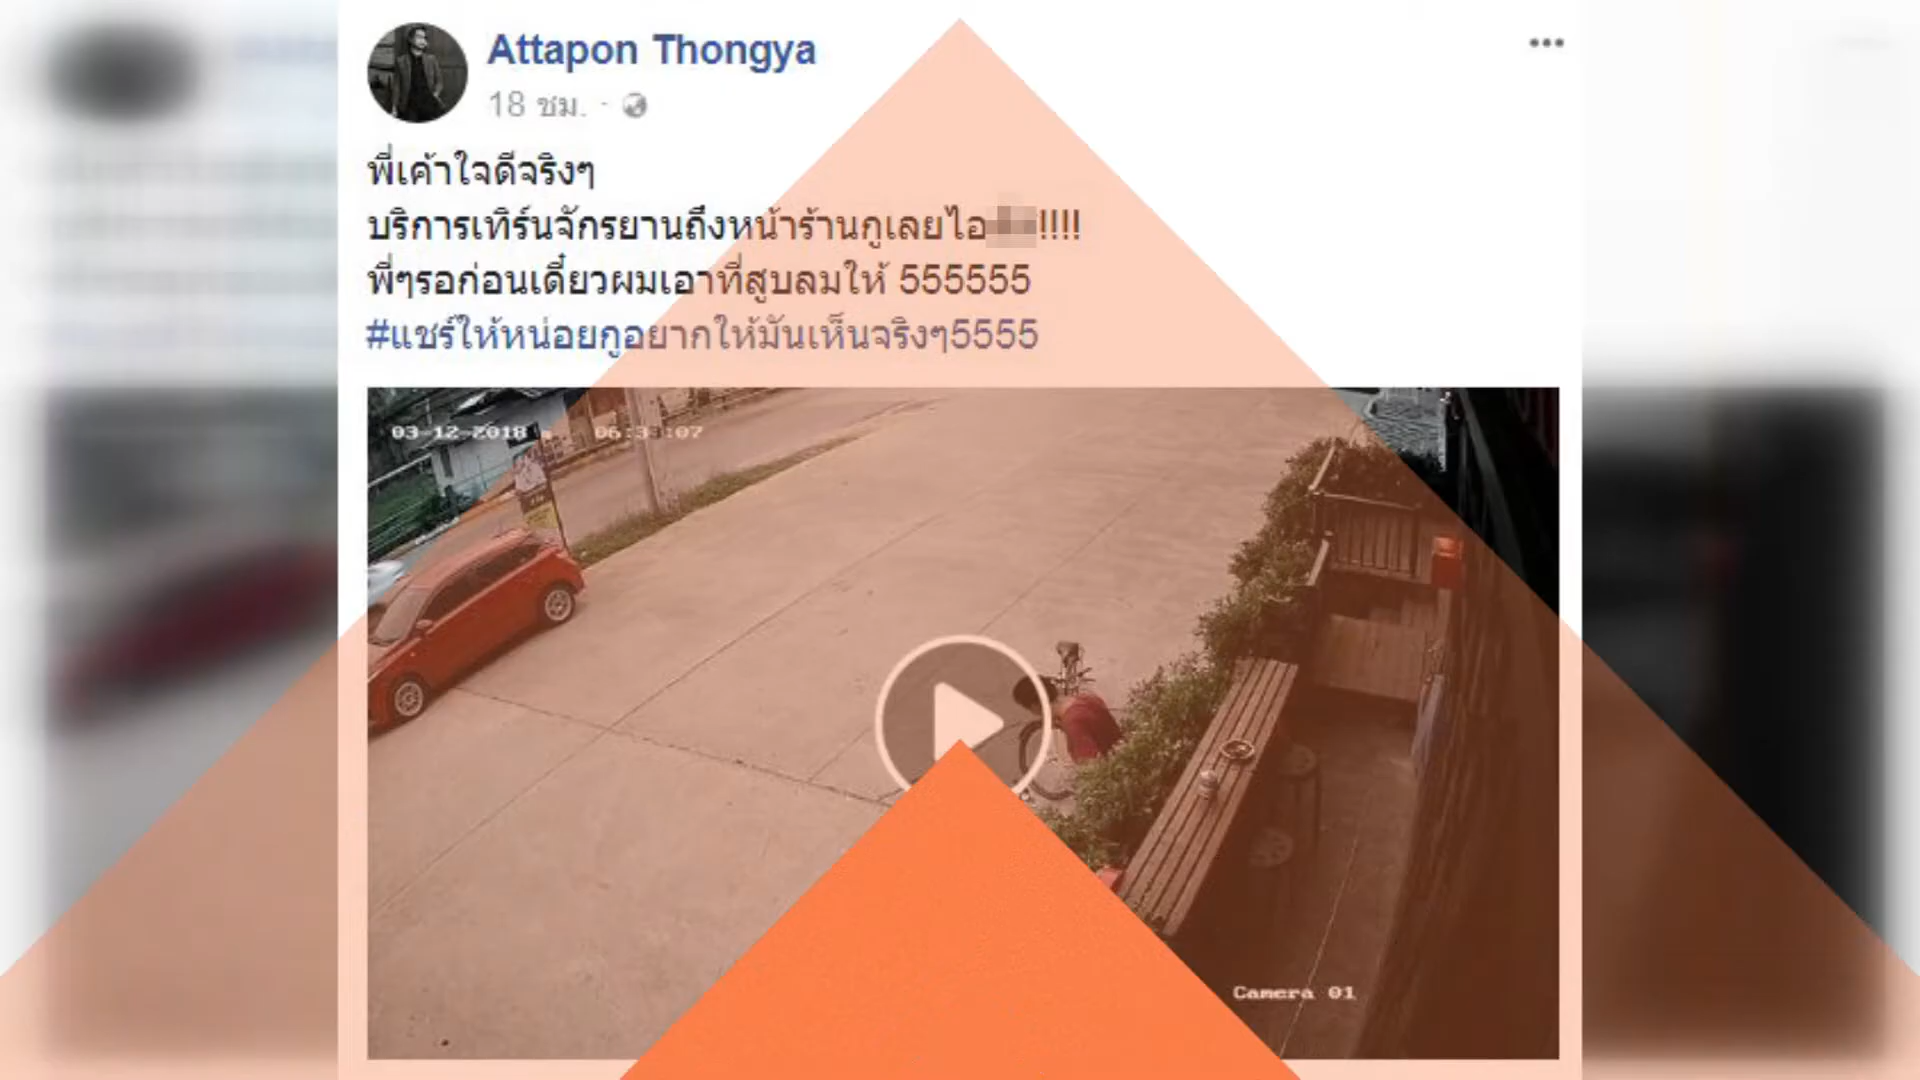 Attapon Thongya
18 ชม.
พี่เค้าใจดีจริงๆ
บริการเทิร์นจักรยานถึงหน้าร้านกูเลยไอ!!!!
พี่ๆรอก่อนเดี๋ยวผมเอาที่สูบลมให้ 555555
#แชร์ให้หน่อยกูอยากให้มันเห็นจริงๆ5555
03-12-2018 06:33:07
Camera 01